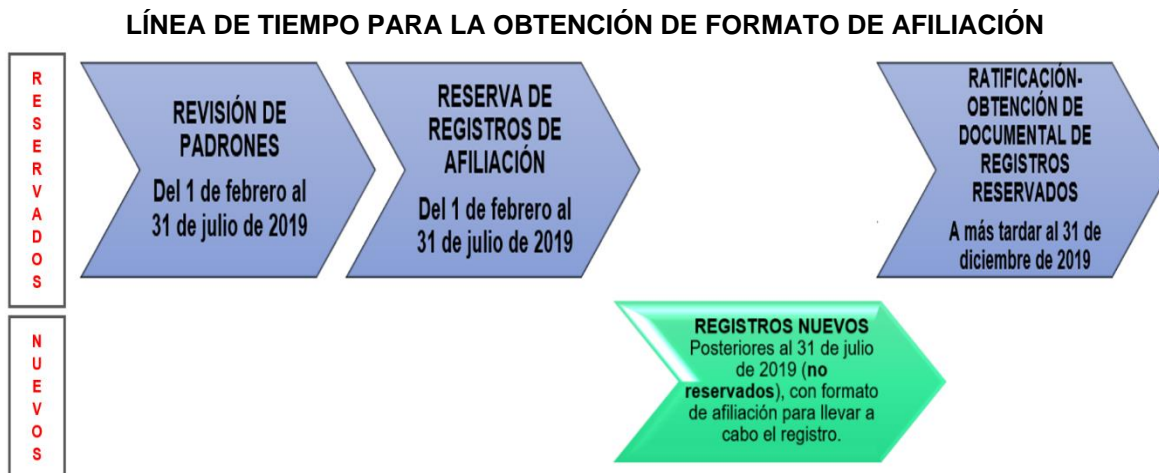 LÍNEA DE TIEMPO PARA LA OBTENCIÓN DE FORMATO DE AFILIACIÓN
RESERVADOS
REVISIÓN DE
PADRONES
Del 1 de febrero al
31 de julio de 2019
RESERVA DE
REGISTROS DE
AFILIACIÓN
Del 1 de febrero al
31 de julio de 2019
RATIFICACIÓN-
OBTENCIÓN DE
DOCUMENTAL DE
REGISTROS
RESERVADOS
A más tardar al 31 de
diciembre de 2019
NUEVOS
REGISTROS NUEVOS
Posteriores al 31 de julio
de 2019 (no
reservados), con formato
de afiliación para llevar a
cabo el registro.